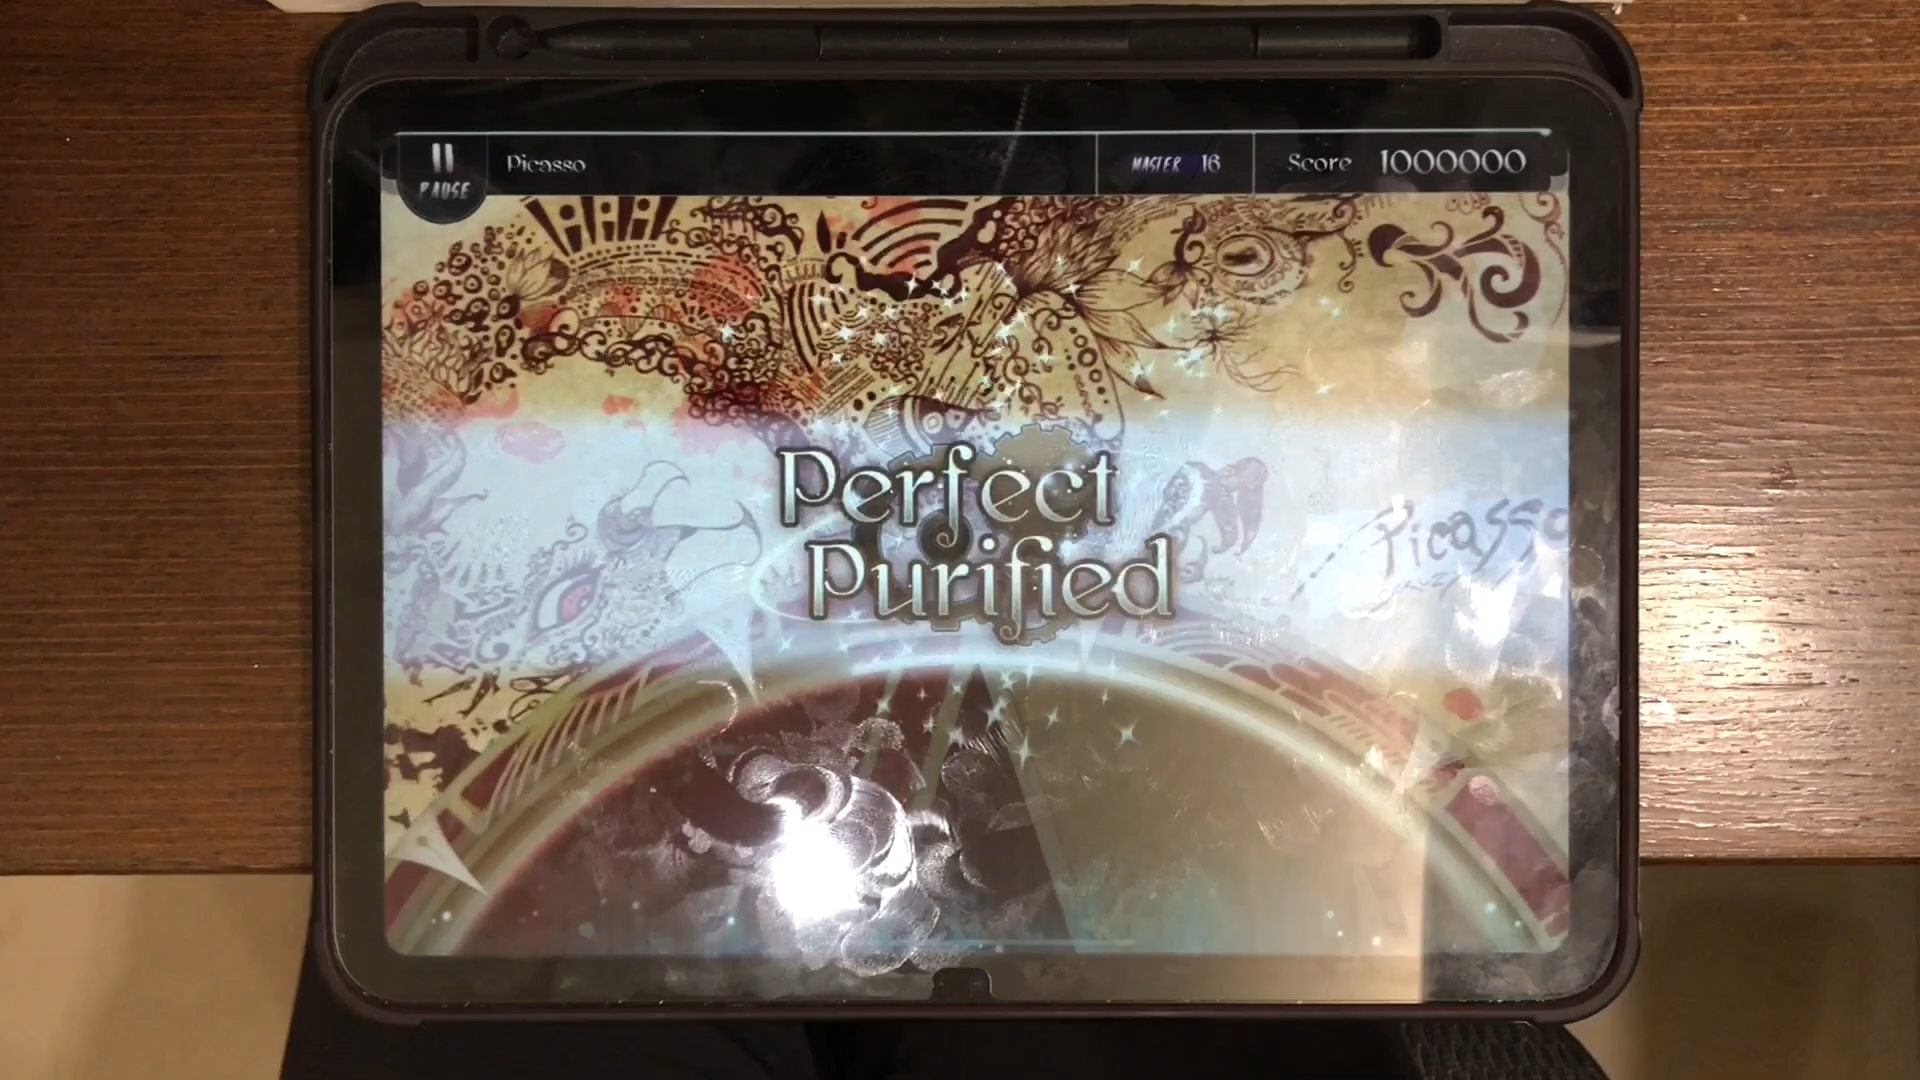 PAUSE
Picasso
MASTER 16
Score 1000000
Perfect
Purified
Picasso